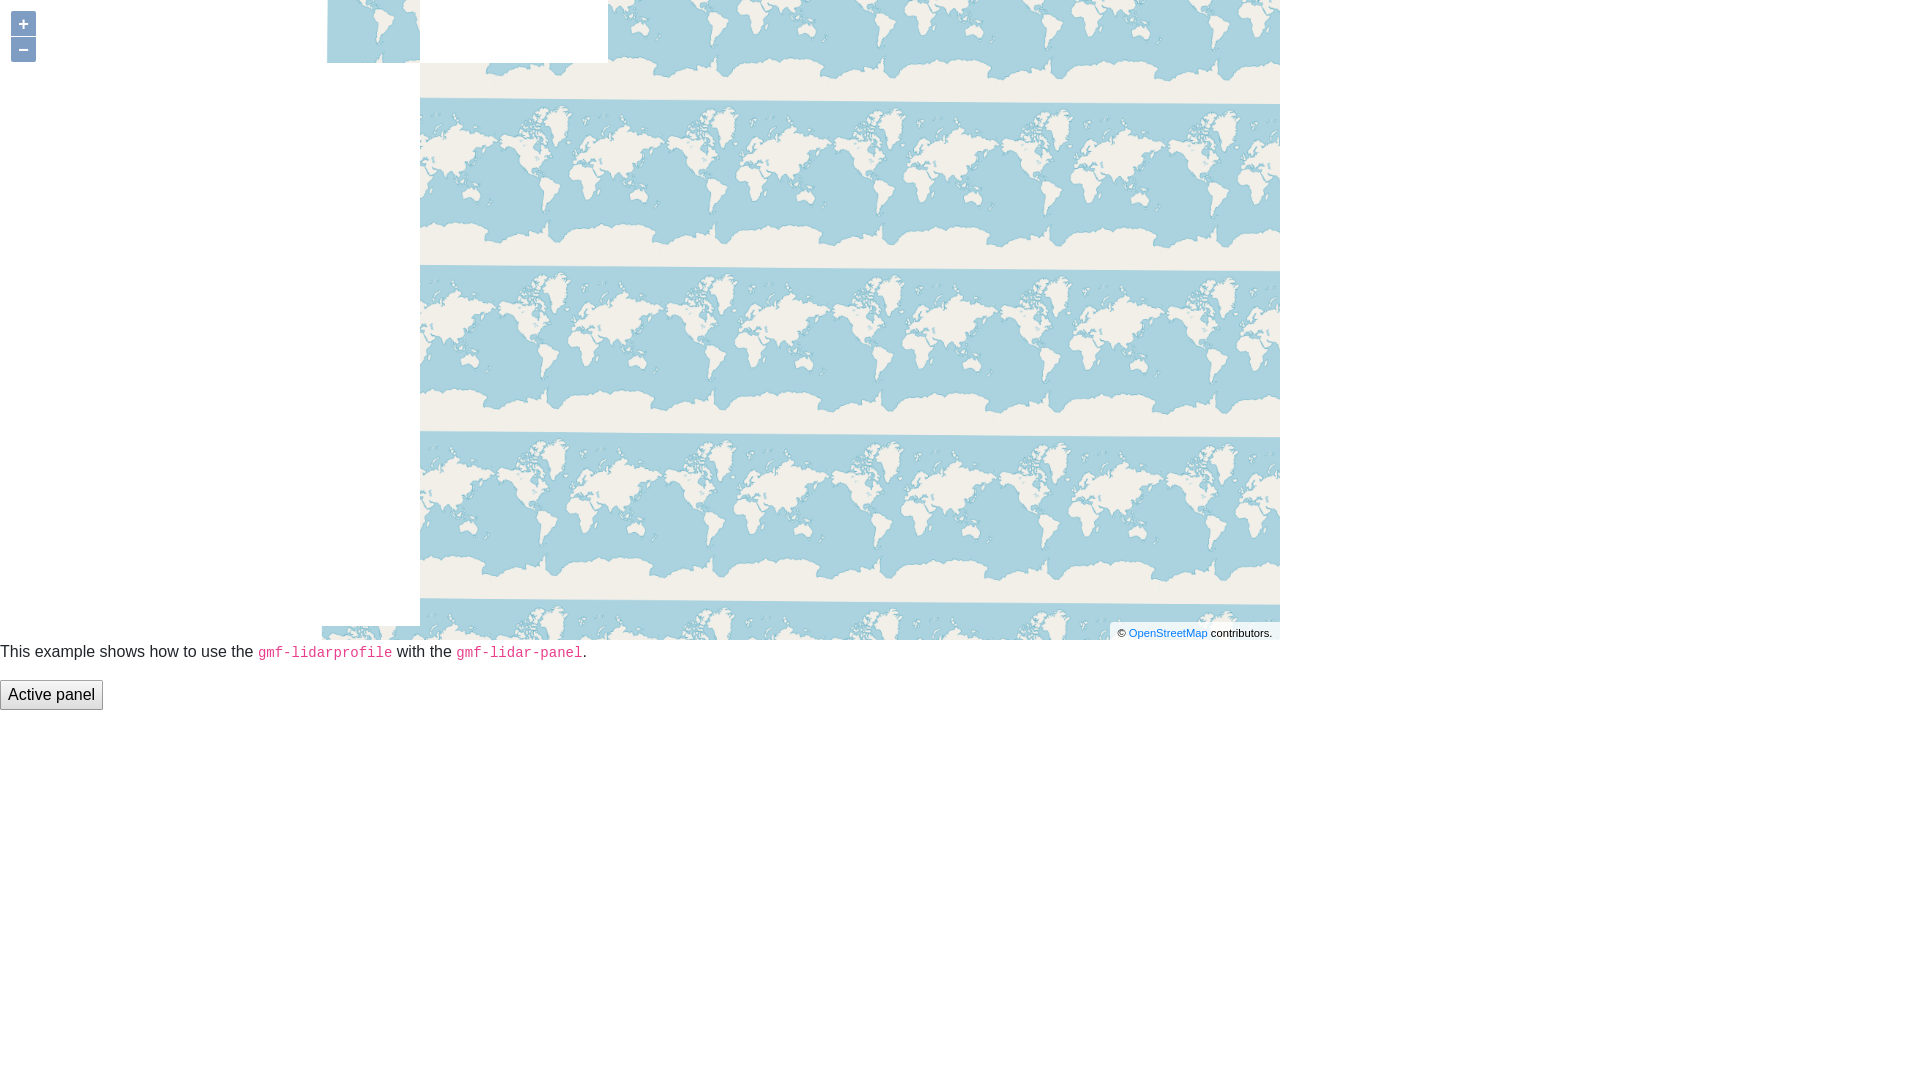 +
−
© OpenStreetMap contributors.
This example shows how to use the gmf-lidarprofile with the gmf-lidar-panel.
Active panel